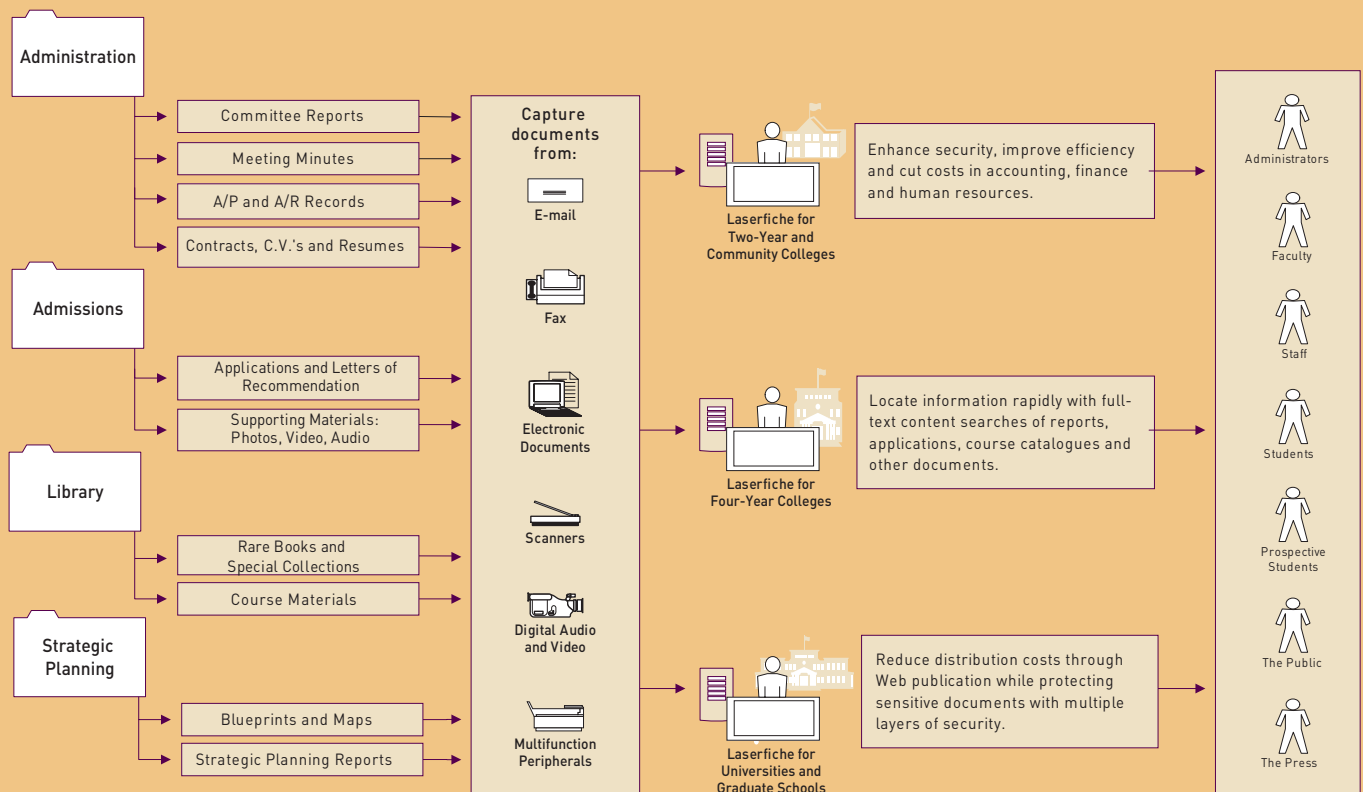 Administration
Committee Reports
Meeting Minutes
A/P and A/R Records
Contracts, C.V.'s and Resumes
Admissions
Applications and Letters of
Recommendation
Supporting Materials:
Photos, Video, Audio
Library
Rare Books and
Special Collections
Course Materials
Strategic
Planning
Blueprints and Maps
Strategic Planning Reports
Capture
documents
from:
E-mail
Fax
Electronic
Documents
Scanners
Digital Audio
and Video
Multifunction
Peripherals
Laserfiche for
Two-Year and
Community Colleges
Enhance security, improve efficiency
and cut costs in accounting, finance
and human resources.
Laserfiche for
Four-Year Colleges
Locate information rapidly with full-
text content searches of reports,
applications, course catalogues and
other documents.
Laserfiche for
Universities and
Graduate Schools
Reduce distribution costs through
Web publication while protecting
sensitive documents with multiple
layers of security.
Administrators
Faculty
Staff
Students
Prospective
Students
The Public
The Press